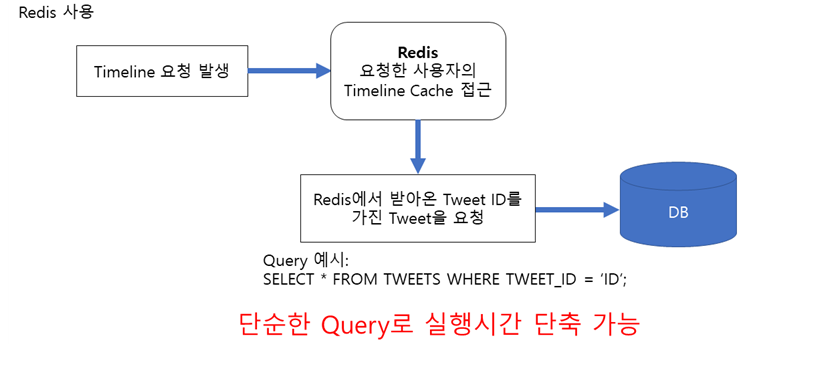 Redis 사용
Timeline 요청 발생
Redis
요청한 사용자의
Timeline Cache 접근
Redis에서 받아온 Tweet ID를
가진 Tweet을 요청
DB
Query 예시:
SELECT * FROM TWEETS WHERE TWEET_ID = ‘ID’;
단순한 Query로 실행시간 단축 가능